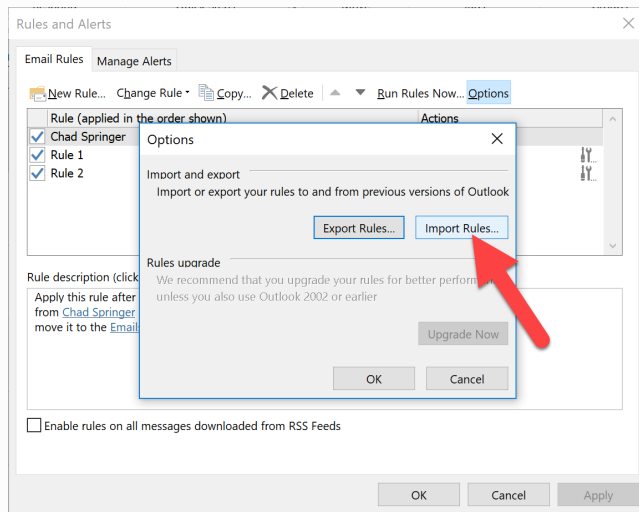 Rules and Alerts
Email Rules Manage Alerts
New Rule... Change Rule Copy... Delete Run Rules Now... Options
Rule (applied in the order shown) Actions
Chad Springer
Rule 1
Rule 2
Options
Import and export
Import or export your rules to and from previous versions of Outlook
Export Rules... Import Rules...
Rules upgrade
We recommend that you upgrade your rules for better
unless you also use Outlook 2002 or earlier
Upgrade Now
OK Cancel
Rule description (click
Apply this rule after
from Chad Springer
move it to the Email
Enable rules on all messages downloaded from RSS Feeds
OK Cancel Apply